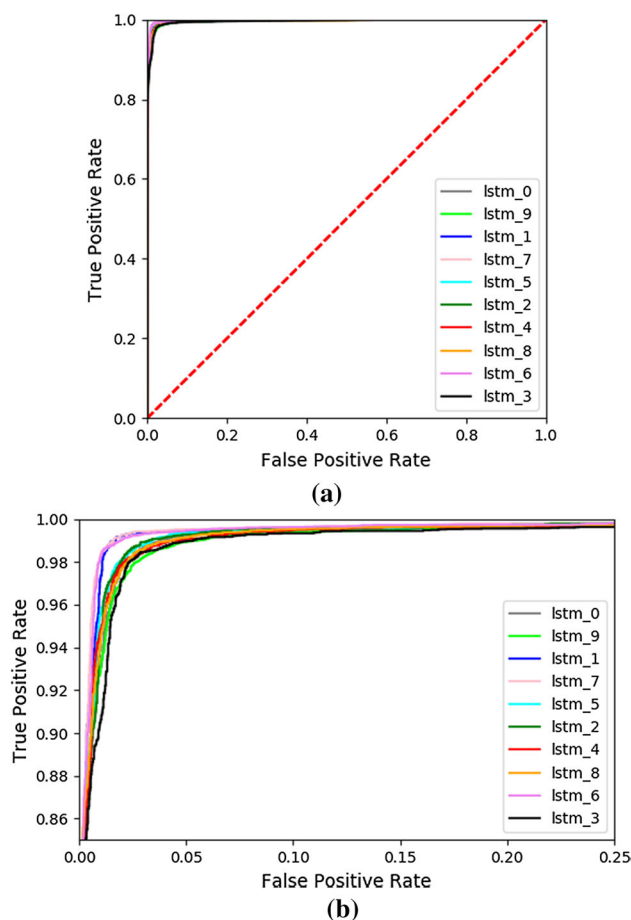 1.0
0.8
0.6
0.4
0.2
0.0
True Positive Rate
lstm_0
lstm_9
lstm_1
lstm_7
lstm_5
lstm_2
lstm_4
lstm_8
lstm_6
lstm_3
0.0 0.2 0.4 0.6 0.8 1.0
False Positive Rate
(a)
1.00
0.98
0.96
0.94
0.92
0.90
0.88
0.86
True Positive Rate
lstm_0
lstm_9
lstm_1
lstm_7
lstm_5
lstm_2
lstm_4
lstm_8
lstm_6
lstm_3
0.00 0.05 0.10 0.15 0.20 0.25
False Positive Rate
(b)